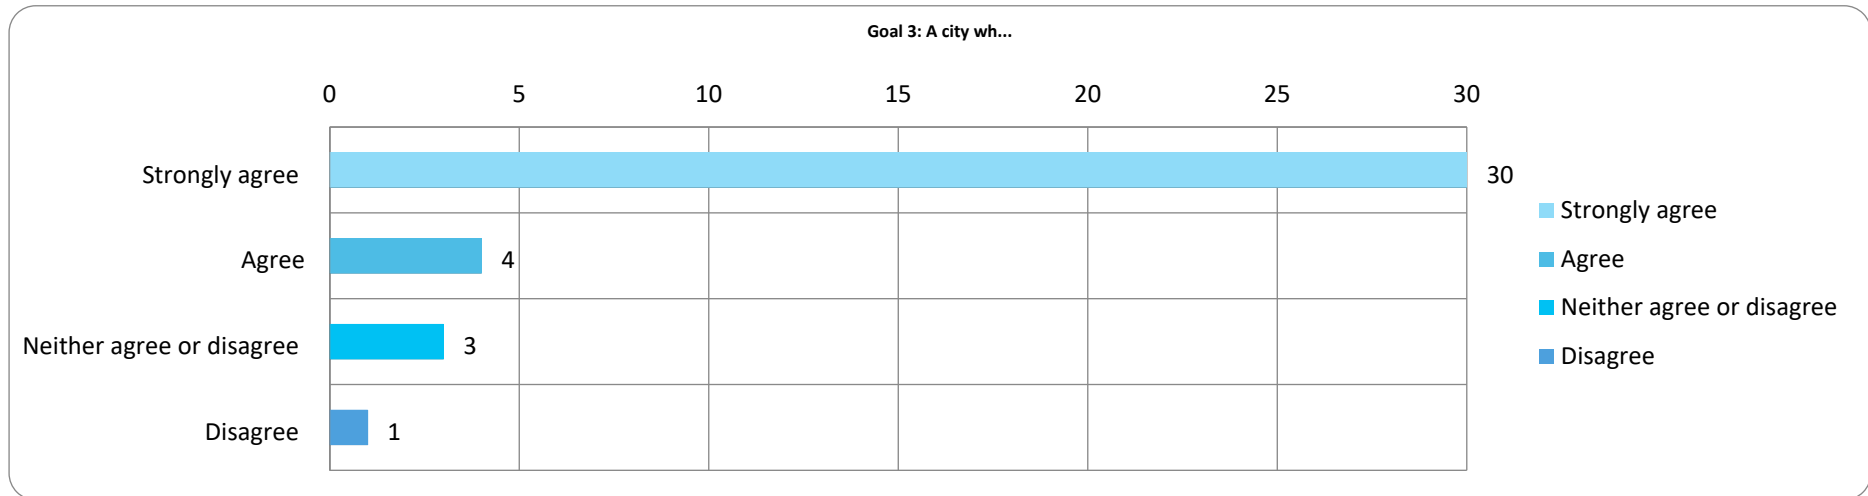 Goal 3: A city wh...
0 5 10 15 20 25 30
Strongly agree 30
Agree 4
Neither agree or disagree 3
Disagree 1
Strongly agree
Agree
Neither agree or disagree
Disagree